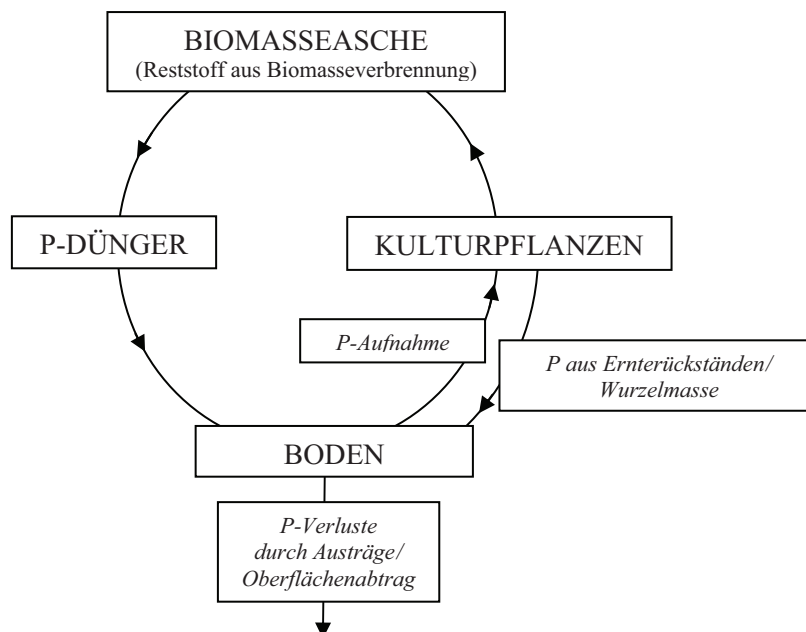 BIOMASSEASCHE
(Reststoff aus Biomasseverbrennung)
P-DÜNGER
KULTURPFLANZEN
P-Aufnahme
P aus Ernterückständen/
Wurzelmasse
BODEN
P-Verluste
durch Austräge/
Oberflächenabtrag